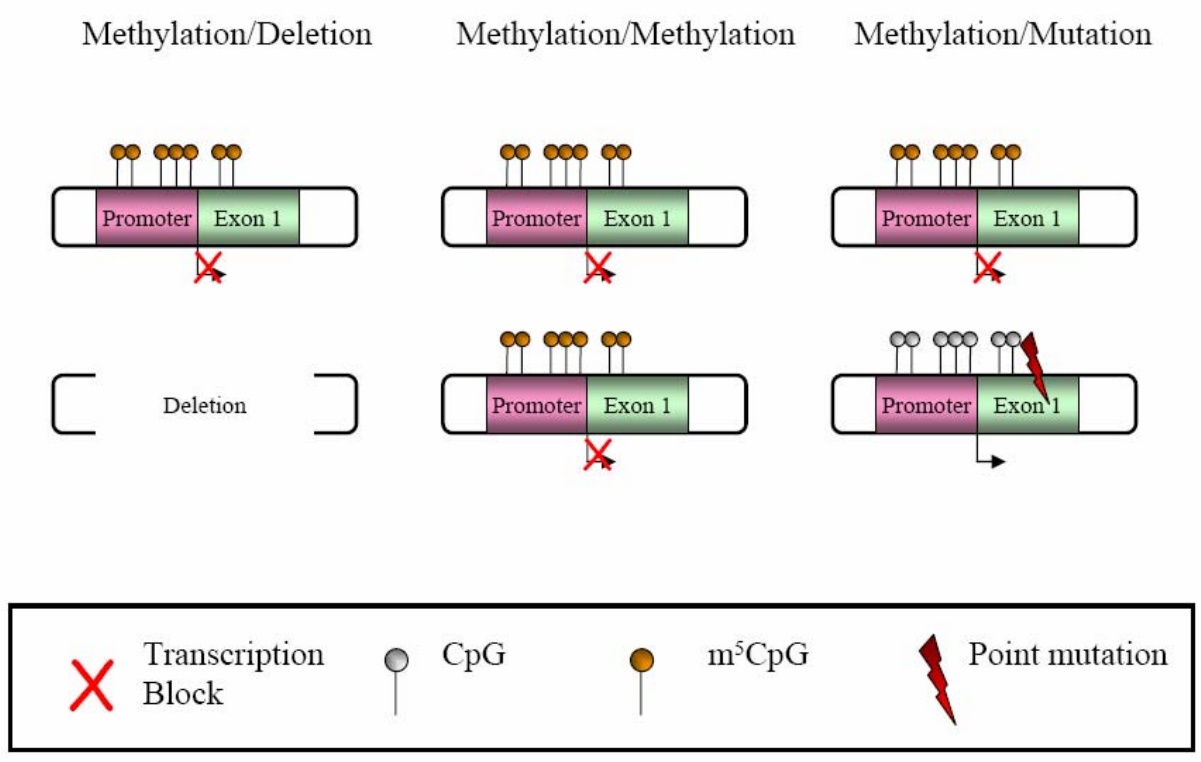 Methylation/Deletion Methylation/Methylation Methylation/Mutation
Promoter Exon 1 Promoter Exon 1 Promoter Exon 1
Deletion Promoter Exon 1 Promoter Exon 1
Transcription Block CpG m⁵CpG Point mutation